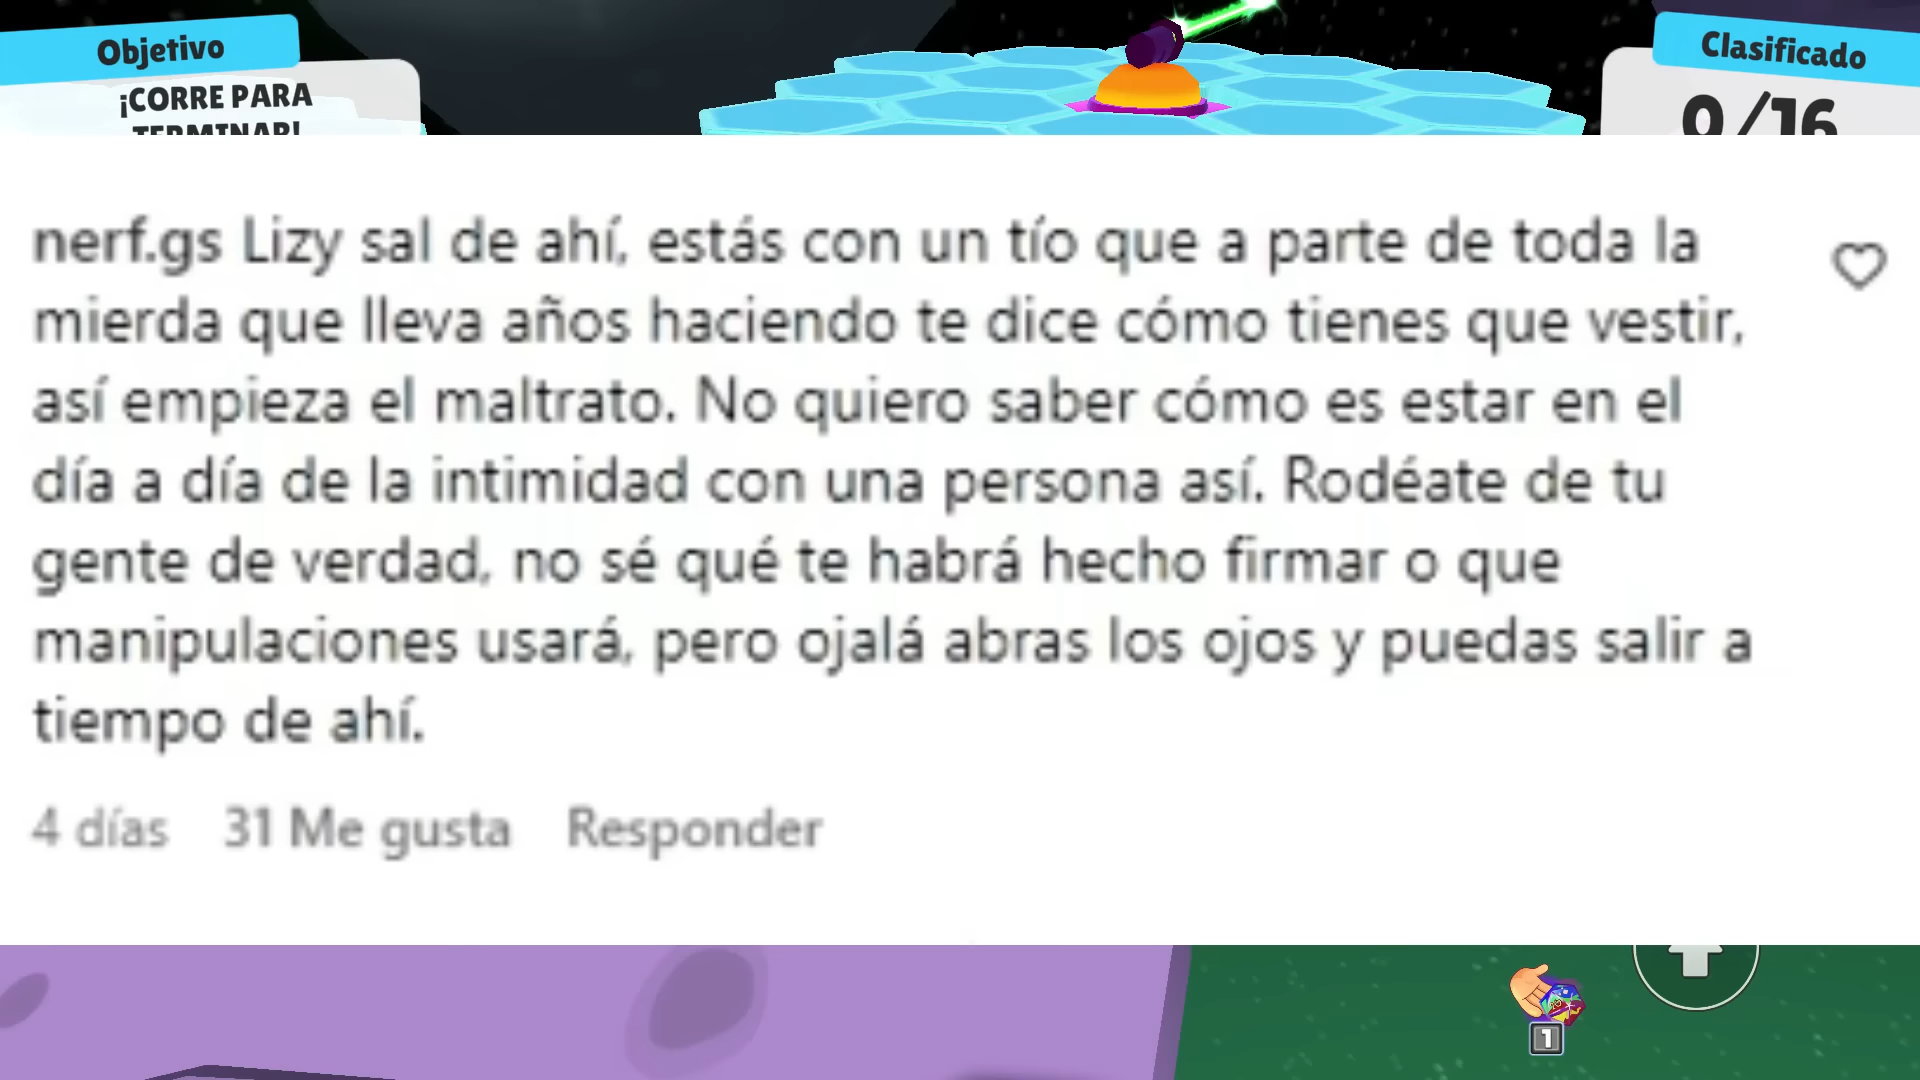 Objetivo
Clasificado
¡CORRE PARA
TERMINAR!
0/16
nerf.gs Lizy sal de ahí, estás con un tío que a parte de toda la
mierda que lleva años haciendo te dice cómo tienes que vestir,
así empieza el maltrato. No quiero saber cómo es estar en el
día a día de la intimidad con una persona así. Rodéate de tu
gente de verdad, no sé qué te habrá hecho firmar o que
manipulaciones usará, pero ojalá abras los ojos y puedas salir a
tiempo de ahí.
4 días 31 Me gusta Responder
1